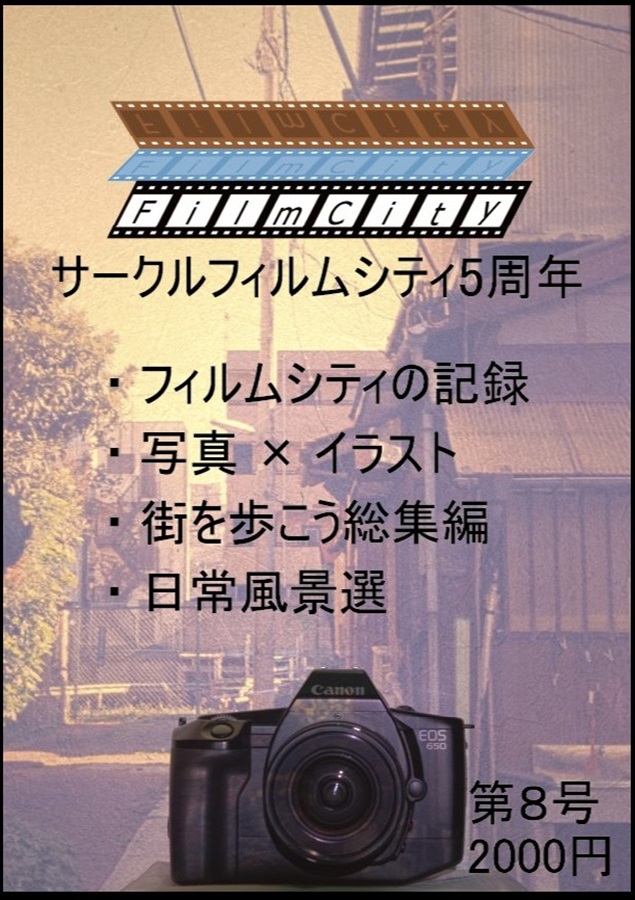 FilmCity
FilmCity
FilmCity
サークルフィルムシティ5周年
・フィルムシティの記録
・写真 × イラスト
・街を歩こう総集編
・日常風景選
Canon
EOS
650
第８号
2000円